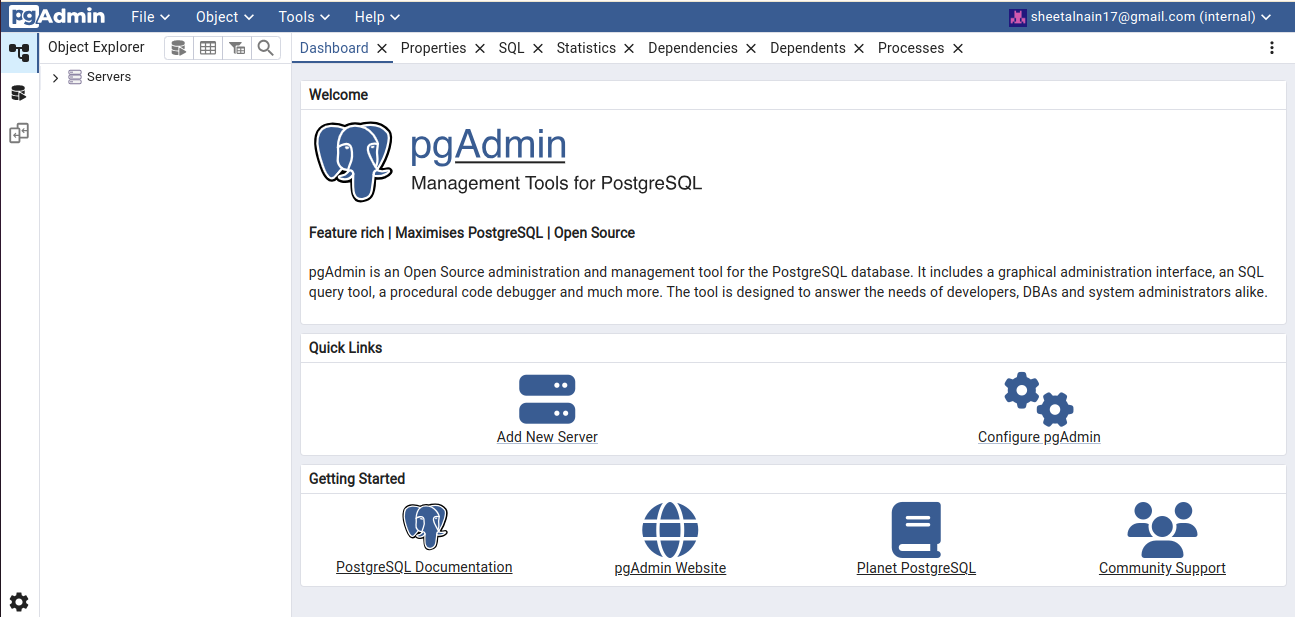 pgAdmin File Object Tools Help sheetalnain17@gmail.com (internal)
Object Explorer
Dashboard Properties SQL Statistics Dependencies Dependents Processes
Servers
Welcome
pgAdmin
Management Tools for PostgreSQL
Feature rich | Maximises PostgreSQL | Open Source
pgAdmin is an Open Source administration and management tool for the PostgreSQL database. It includes a graphical administration interface, an SQL
query tool, a procedural code debugger and much more. The tool is designed to answer the needs of developers, DBAs and system administrators alike.
Quick Links
Add New Server Configure pgAdmin
Getting Started
PostgreSQL Documentation pgAdmin Website Planet PostgreSQL Community Support